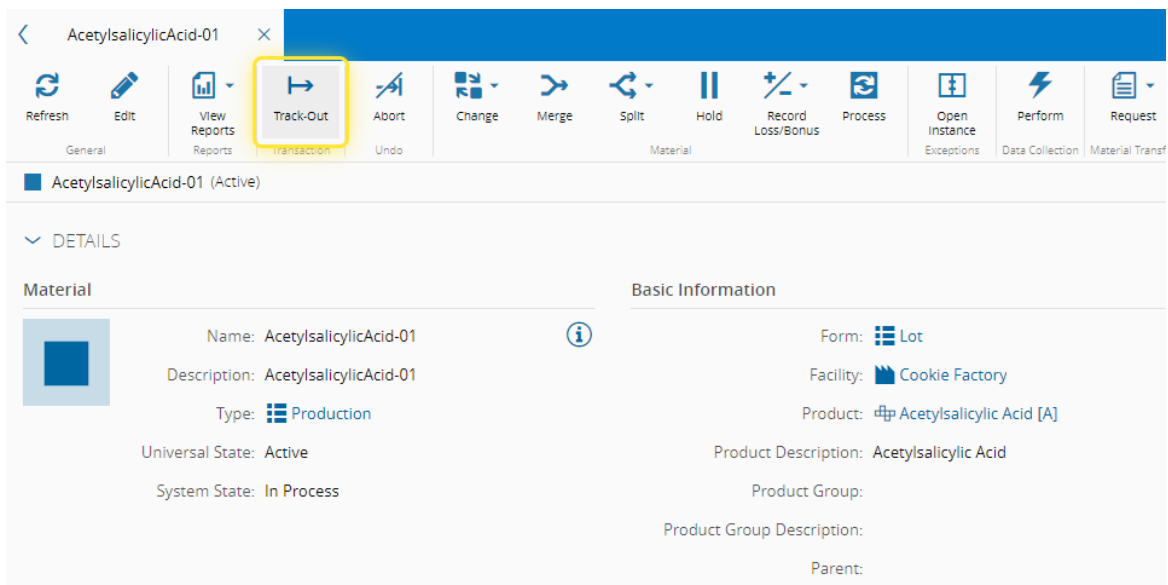 AcetylsalicylicAcid-01
Refresh Edit View Reports Track-Out Abort Change Merge Split Hold Record Loss/Bonus Process Open Instance Perform Request
General Reports Transaction Undo Material Exceptions Data Collection Material Transf
AcetylsalicylicAcid-01 (Active)
DETAILS
Material Basic Information
Name: AcetylsalicylicAcid-01 Form: Lot
Description: AcetylsalicylicAcid-01 Facility: Cookie Factory
Type: Production Product: Acetylsalicylic Acid [A]
Universal State: Active Product Description: Acetylsalicylic Acid
System State: In Process Product Group:
Product Group Description:
Parent: